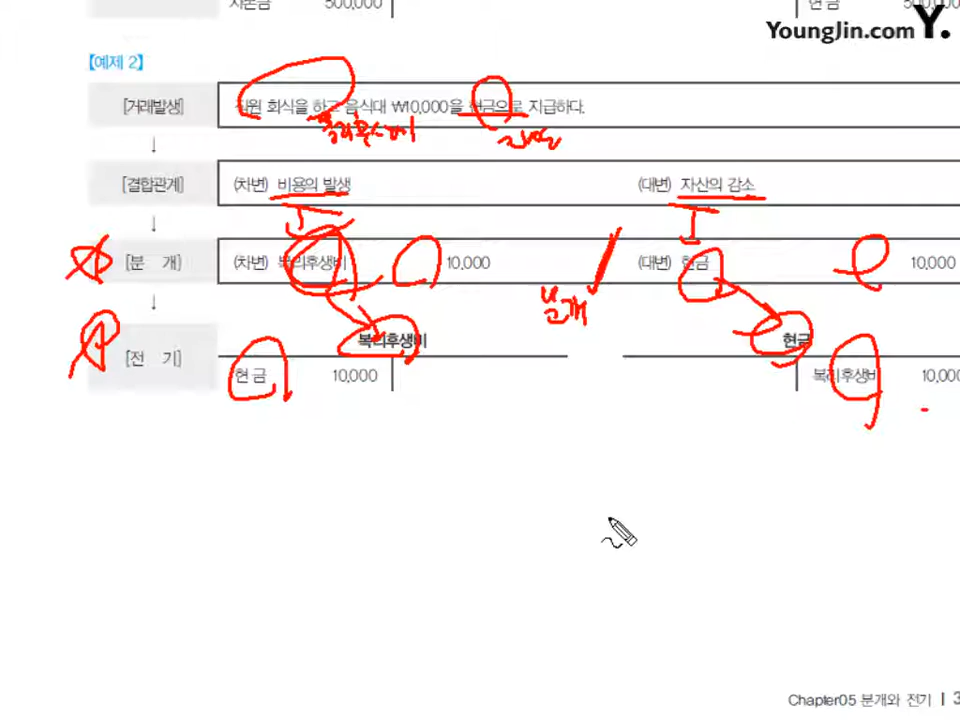 자본금 500,000 현 금 500,000
YoungJin.com Y.
【예제 2】
[거래발생] 직원 회식을 하고 음식대 ₩10,000을 현금으로 지급하다.
복리후생비
↓
[결합관계] (차변) 비용의 발생 (대변) 자산의 감소
↓
[분 개] (차변) 복리후생비 10,000 (대변) 현금 10,000
분개
↓
복리후생비 현금
[전 기]
현 금 10,000 복리후생비 10,000
Chapter05 분개와 전기 | 3